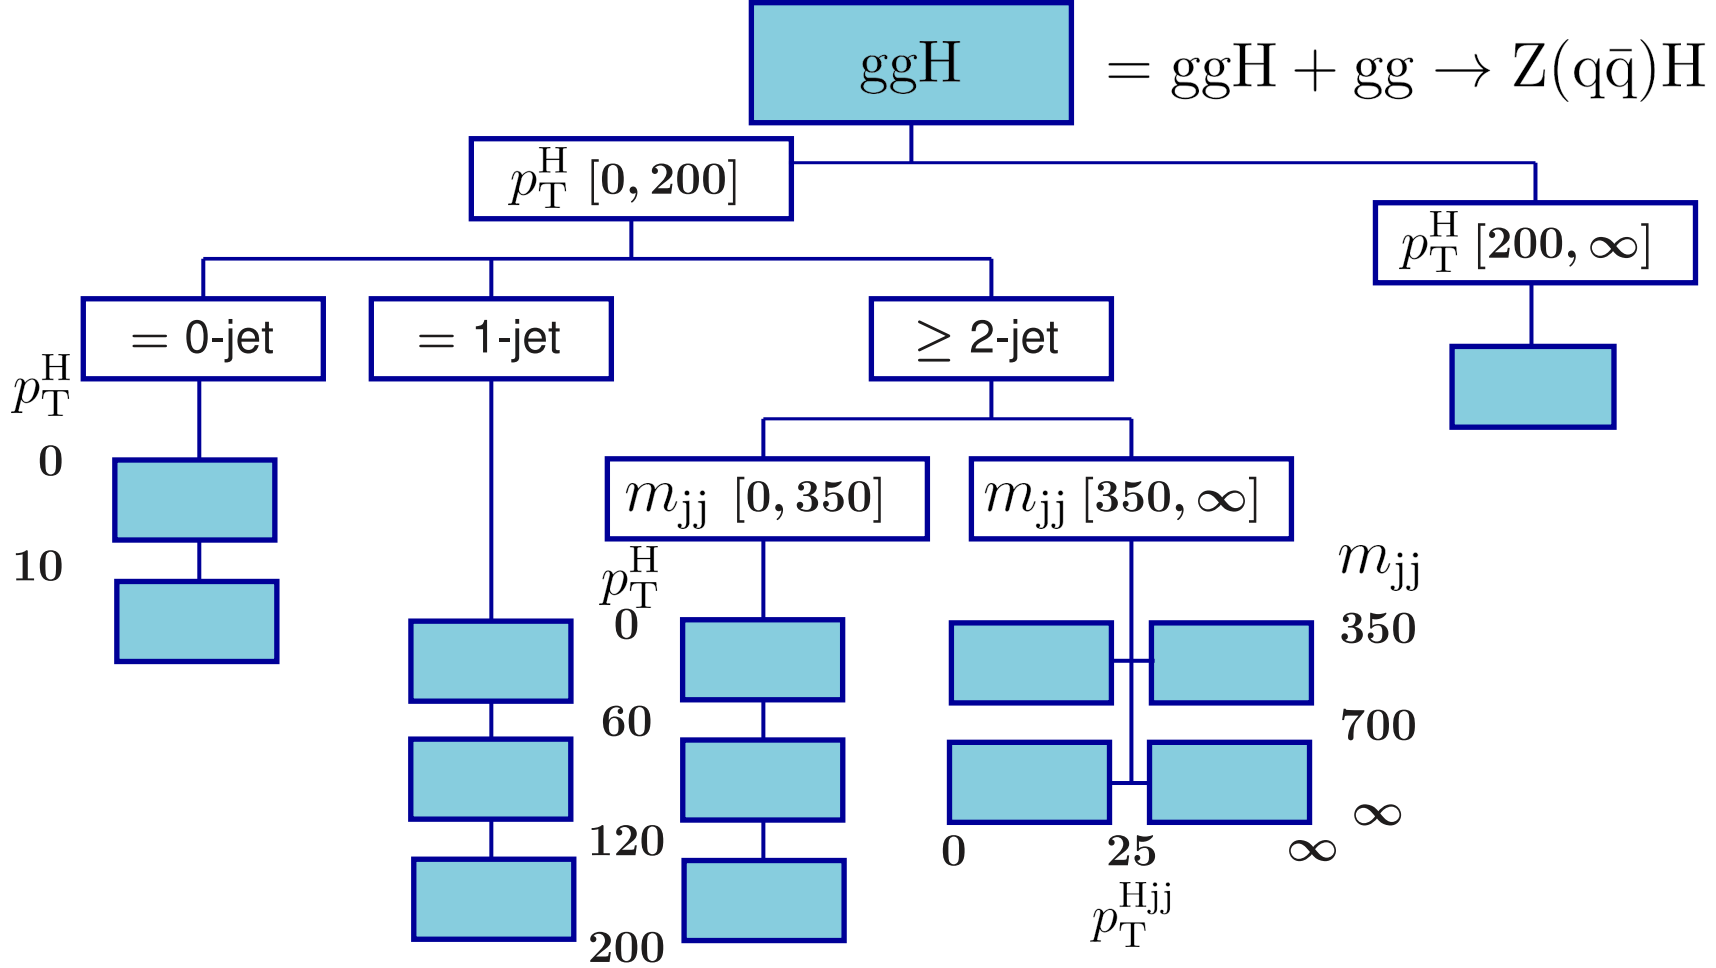 ggH = ggH + gg → Z(qq̄)H
p_T^H [0, 200]
p_T^H [200, ∞]
= 0-jet = 1-jet ≥ 2-jet
p_T^H
0
10
m_jj [0, 350] m_jj [350, ∞]
p_T^H
0
60
120
200
m_jj
350
700
∞
0 25 ∞
p_T^Hjj